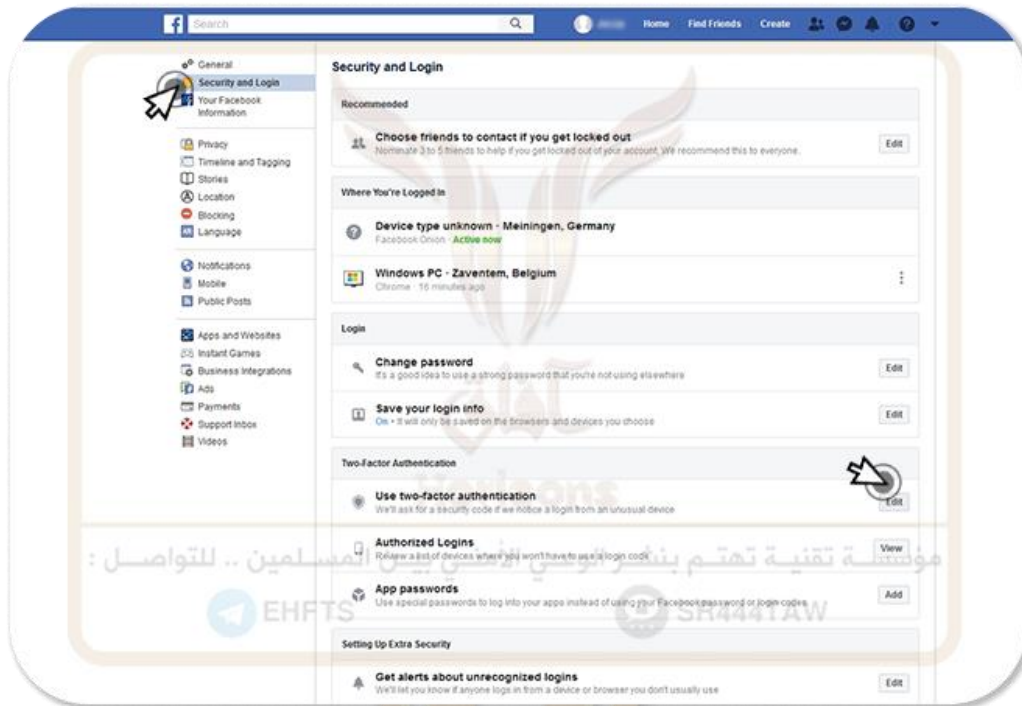 Search
Home Find Friends Create
General
Security and Login
Your Facebook
Information
Privacy
Timeline and Tagging
Stories
Location
Blocking
Language
Notifications
Mobile
Public Posts
Apps and Websites
Instant Games
Business Integrations
Ads
Payments
Support Inbox
Videos
Security and Login
Recommended
Choose friends to contact if you get locked out
Nominate 3 to 5 friends to help if you get locked out of your account. We recommend this to everyone.
Edit
Where You're Logged In
Device type unknown · Meiningen, Germany
Facebook Onion · Active now
Windows PC · Zaventem, Belgium
Chrome · 16 minutes ago
Login
Change password
It's a good idea to use a strong password that you're not using elsewhere
Edit
Save your login info
On • It will only be saved on the browsers and devices you choose
Edit
Two-Factor Authentication
Use two-factor authentication
We'll ask for a security code if we notice a login from an unusual device
Edit
Authorized Logins
Review a list of devices where you won't have to use a login code
View
App passwords
Use special passwords to log into your apps instead of using your Facebook password or login codes.
Add
Setting Up Extra Security
Get alerts about unrecognized logins
We'll let you know if anyone logs in from a device or browser you don't usually use
Edit
آفاق
مؤسسة تقنية تهتم بنشر الوعي الأمني بين المسلمين .. للتواصل :
EHFTS
SR4441AW